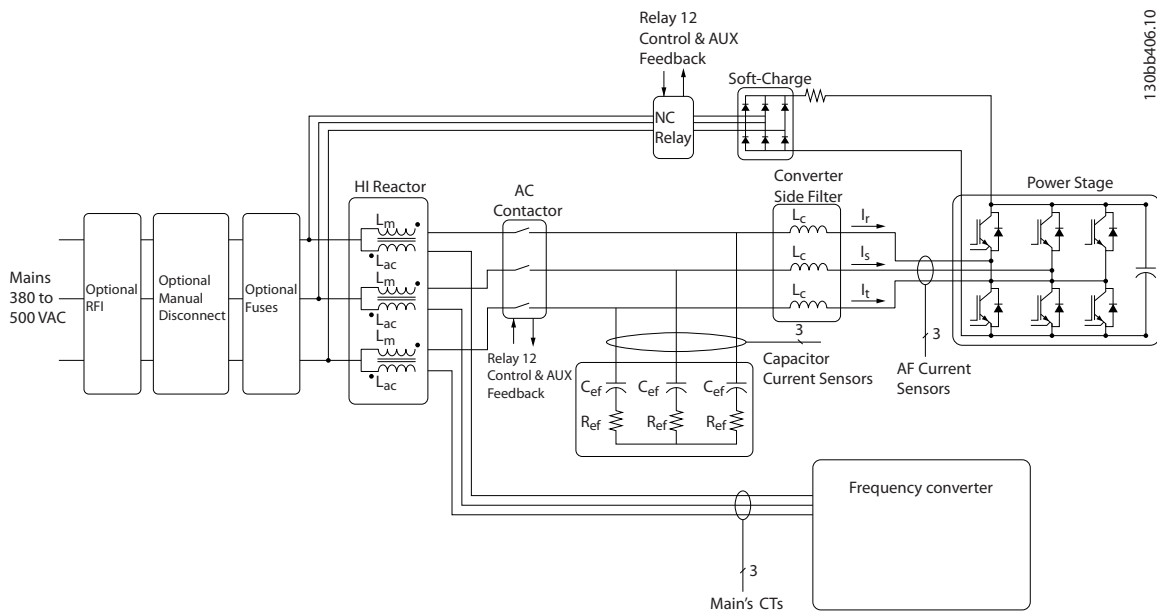 130bb406.10
Relay 12
Control & AUX
Feedback
Soft-Charge
NC
Relay
HI Reactor
AC
Contactor
Converter
Side Filter
Power Stage
Mains
380 to
500 VAC
Optional
RFI
Optional
Manual
Disconnect
Optional
Fuses
Lm
Lac
Lm
Lac
Lm
Lac
Lc
Lc
Lc
Ir
Is
It
Relay 12
Control & AUX
Feedback
3
Capacitor
Current Sensors
3
AF Current
Sensors
Cef Cef Cef
Ref Ref Ref
Frequency converter
3
Main's CTs